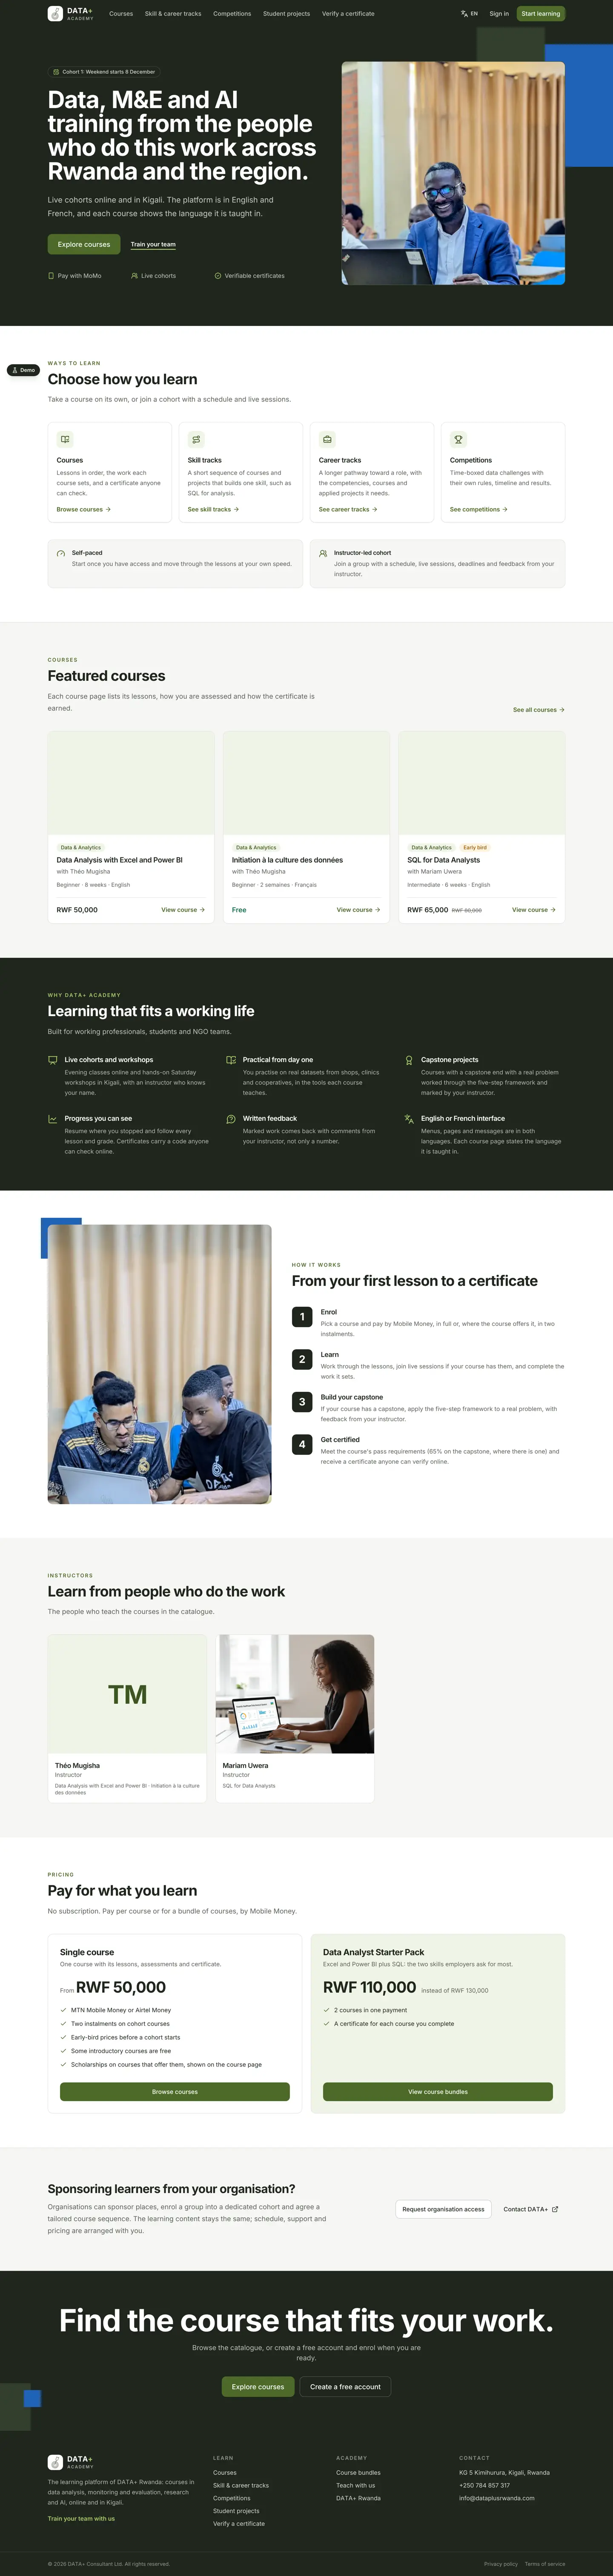 DATA+
ACADEMY
Courses
Skill & career tracks
Competitions
Student projects
Verify a certificate
EN
Sign in
Start learning
Cohort 1: Weekend starts 8 December
Data, M&E and AI
training from the people
who do this work across
Rwanda and the region.
Live cohorts online and in Kigali. The platform is in English and
French, and each course shows the language it is taught in.
Explore courses
Train your team
Pay with MoMo
Live cohorts
Verifiable certificates
Demo
WAYS TO LEARN
Choose how you learn
Take a course on its own, or join a cohort with a schedule and live sessions.
Courses
Lessons in order, the work each
course sets, and a certificate anyone
can check.
Browse courses →
Skill tracks
A short sequence of courses and
projects that builds one skill, such as
SQL for analysis.
See skill tracks →
Career tracks
A longer pathway toward a role, with
the competencies, courses and
applied projects it needs.
See career tracks →
Competitions
Time-boxed data challenges with
their own rules, timeline and results.
See competitions →
Self-paced
Start once you have access and move through the lessons at your own speed.
Instructor-led cohort
Join a group with a schedule, live sessions, deadlines and feedback from your
instructor.
COURSES
Featured courses
Each course page lists its lessons, how you are assessed and how the certificate is
earned.
See all courses →
Data & Analytics
Data Analysis with Excel and Power BI
with Théo Mugisha
Beginner · 8 weeks · English
RWF 50,000
View course →
Data & Analytics
Initiation à la culture des données
with Théo Mugisha
Beginner · 2 semaines · Français
Free
View course →
Data & Analytics
Early bird
SQL for Data Analysts
with Mariam Uwera
Intermediate · 6 weeks · English
RWF 65,000
RWF 80,000
View course →
WHY DATA+ ACADEMY
Learning that fits a working life
Built for working professionals, students and NGO teams.
Live cohorts and workshops
Evening classes online and hands-on Saturday
workshops in Kigali, with an instructor who knows
your name.
Practical from day one
You practise on real datasets from shops, clinics
and cooperatives, in the tools each course
teaches.
Capstone projects
Courses with a capstone end with a real problem
worked through the five-step framework and
marked by your instructor.
Progress you can see
Resume where you stopped and follow every
lesson and grade. Certificates carry a code anyone
can check online.
Written feedback
Marked work comes back with comments from
your instructor, not only a number.
English or French interface
Menus, pages and messages are in both
languages. Each course page states the language
it is taught in.
HOW IT WORKS
From your first lesson to a certificate
1
Enrol
Pick a course and pay by Mobile Money, in full or, where the course offers it, in two
instalments.
2
Learn
Work through the lessons, join live sessions if your course has them, and complete the
work it sets.
3
Build your capstone
If your course has a capstone, apply the five-step framework to a real problem, with
feedback from your instructor.
4
Get certified
Meet the course's pass requirements (65% on the capstone, where there is one) and
receive a certificate anyone can verify online.
INSTRUCTORS
Learn from people who do the work
The people who teach the courses in the catalogue.
TM
Théo Mugisha
Instructor
Data Analysis with Excel and Power BI · Initiation à la culture
des données
Mariam Uwera
Instructor
SQL for Data Analysts
PRICING
Pay for what you learn
No subscription. Pay per course or for a bundle of courses, by Mobile Money.
Single course
One course with its lessons, assessments and certificate.
From RWF 50,000
MTN Mobile Money or Airtel Money
Two instalments on cohort courses
Early-bird prices before a cohort starts
Some introductory courses are free
Scholarships on courses that offer them, shown on the course page
Browse courses
Data Analyst Starter Pack
Excel and Power BI plus SQL: the two skills employers ask for most.
RWF 110,000 instead of RWF 130,000
2 courses in one payment
A certificate for each course you complete
View course bundles
Sponsoring learners from your organisation?
Organisations can sponsor places, enrol a group into a dedicated cohort and agree a
tailored course sequence. The learning content stays the same; schedule, support and
pricing are arranged with you.
Request organisation access
Contact DATA+
Find the course that fits your work.
Browse the catalogue, or create a free account and enrol when you are
ready.
Explore courses
Create a free account
DATA+
ACADEMY
The learning platform of DATA+ Rwanda: courses in
data analysis, monitoring and evaluation, research
and AI, online and in Kigali.
Train your team with us
LEARN
Courses
Skill & career tracks
Competitions
Student projects
Verify a certificate
ACADEMY
Course bundles
Teach with us
DATA+ Rwanda
CONTACT
KG 5 Kimihurura, Kigali, Rwanda
+250 784 857 317
info@dataplusrwanda.com
© 2026 DATA+ Consultant Ltd. All rights reserved.
Privacy policy
Terms of service